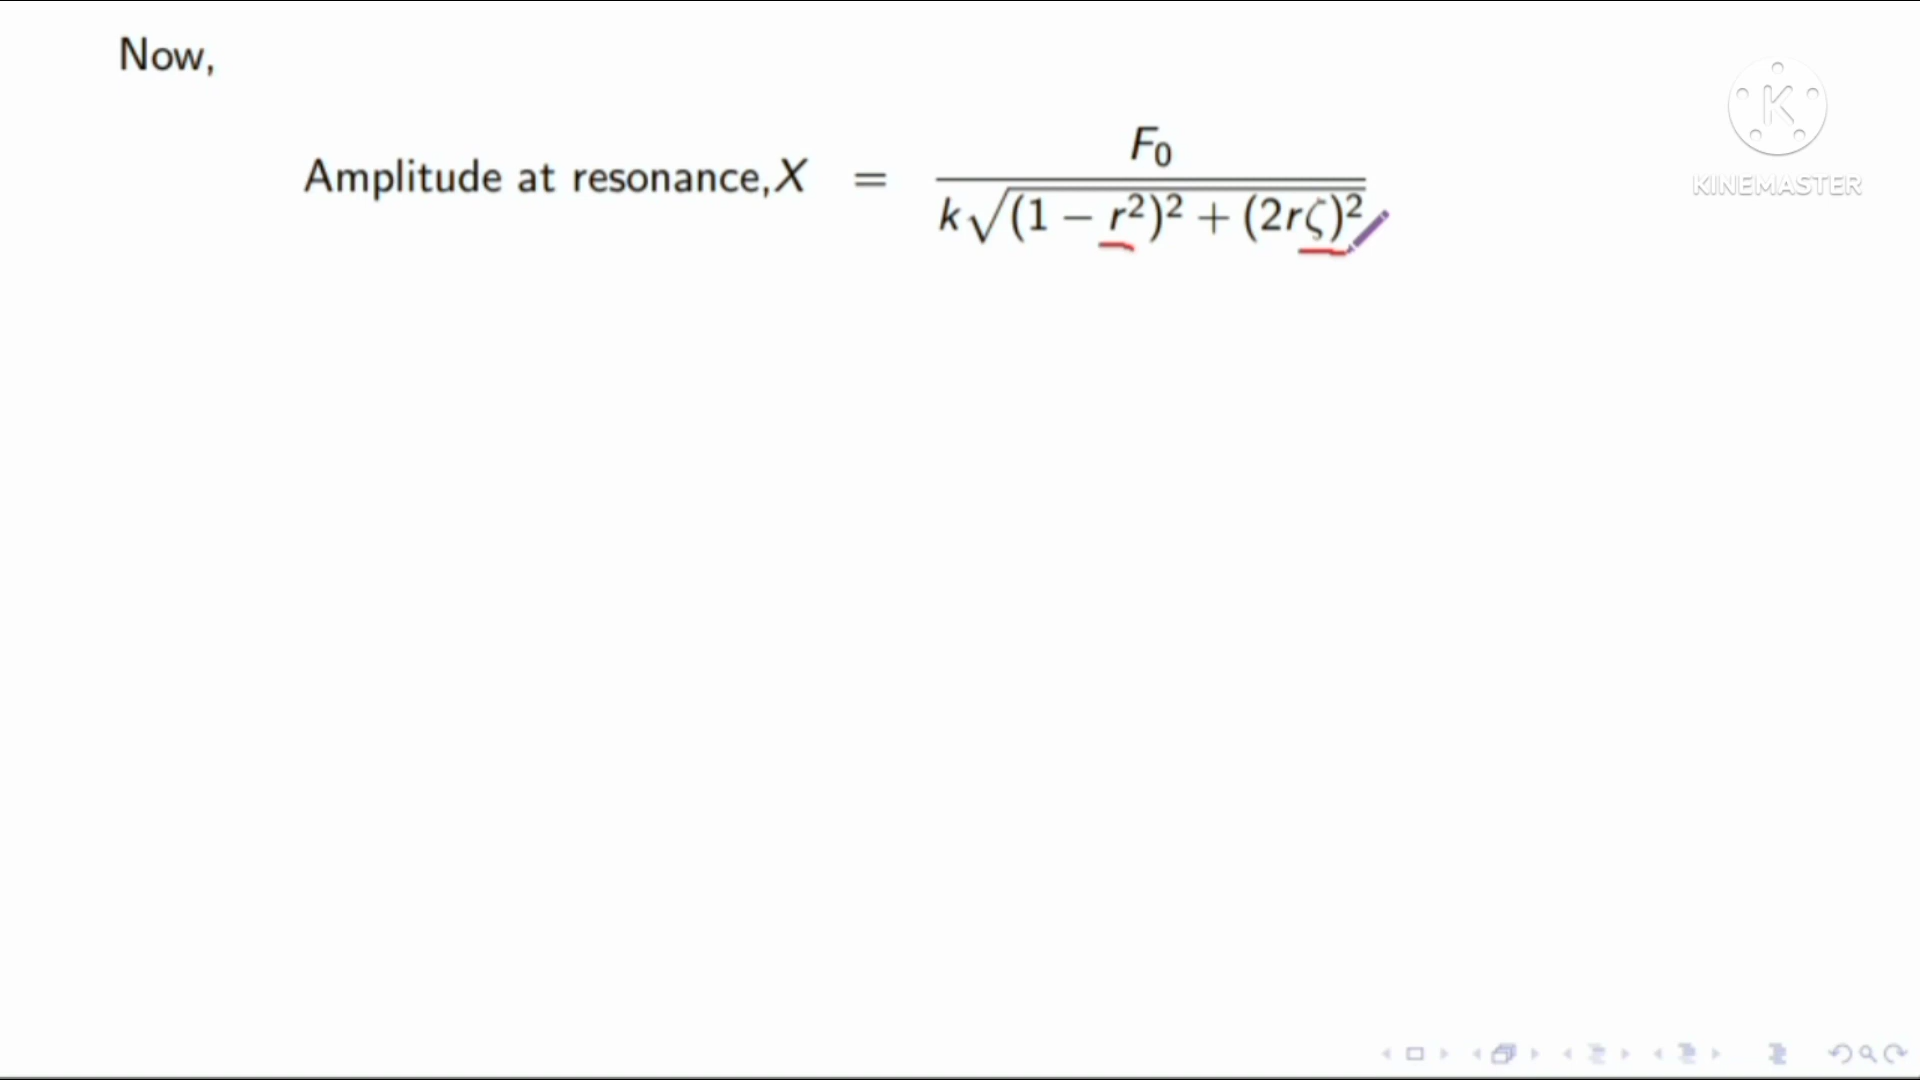 Now,
Amplitude at resonance,X = F₀ / k√(1 − r²)² + (2rζ)²
K
KINEMASTER